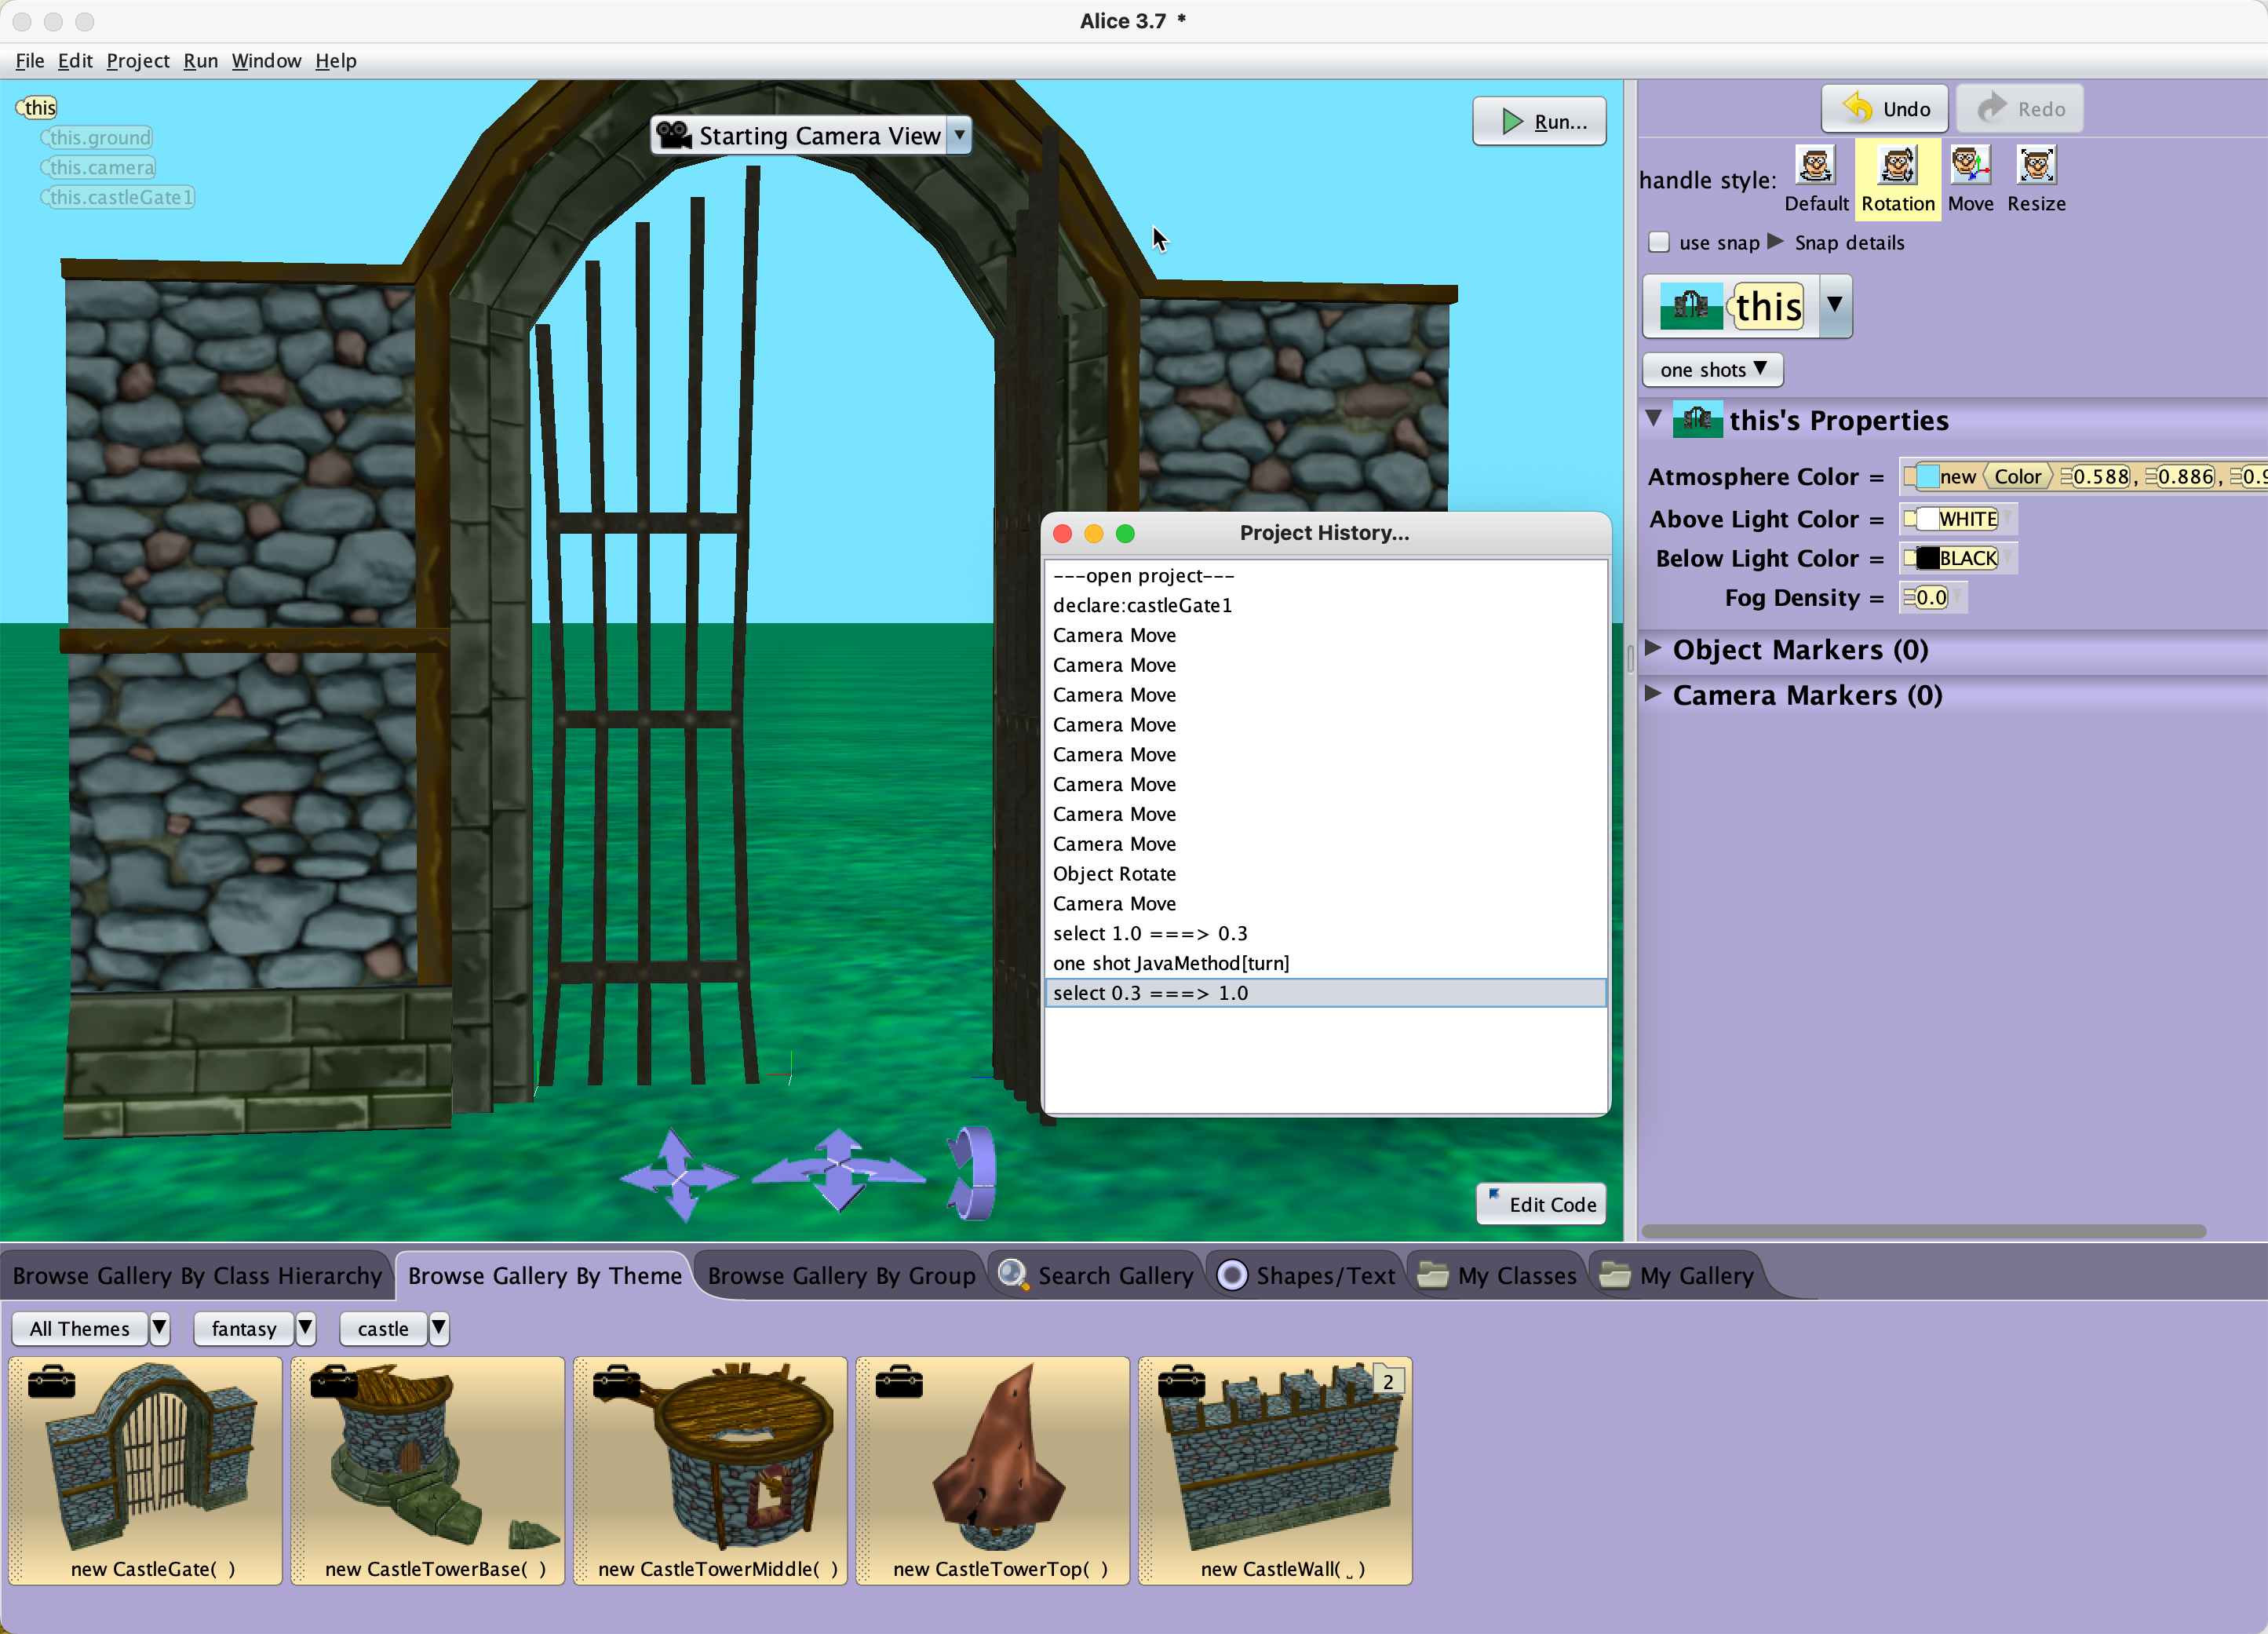 Alice 3.7 *
File Edit Project Run Window Help
this
this.ground
this.camera
this.castleGate1
Starting Camera View
Run...
Undo
Redo
handle style:
Default
Rotation
Move
Resize
use snap
Snap details
this
one shots
this's Properties
Atmosphere Color = new Color 0.588, 0.886,
Above Light Color = WHITE
Below Light Color = BLACK
Fog Density = 0.0
Object Markers (0)
Camera Markers (0)
Project History...
---open project---
declare:castleGate1
Camera Move
Camera Move
Camera Move
Camera Move
Camera Move
Camera Move
Camera Move
Camera Move
Object Rotate
Camera Move
select 1.0 ===> 0.3
one shot JavaMethod[turn]
select 0.3 ===> 1.0
Edit Code
Browse Gallery By Class Hierarchy
Browse Gallery By Theme
Browse Gallery By Group
Search Gallery
Shapes/Text
My Classes
My Gallery
All Themes
fantasy
castle
2
new CastleGate( )
new CastleTowerBase( )
new CastleTowerMiddle( )
new CastleTowerTop( )
new CastleWall(␣)